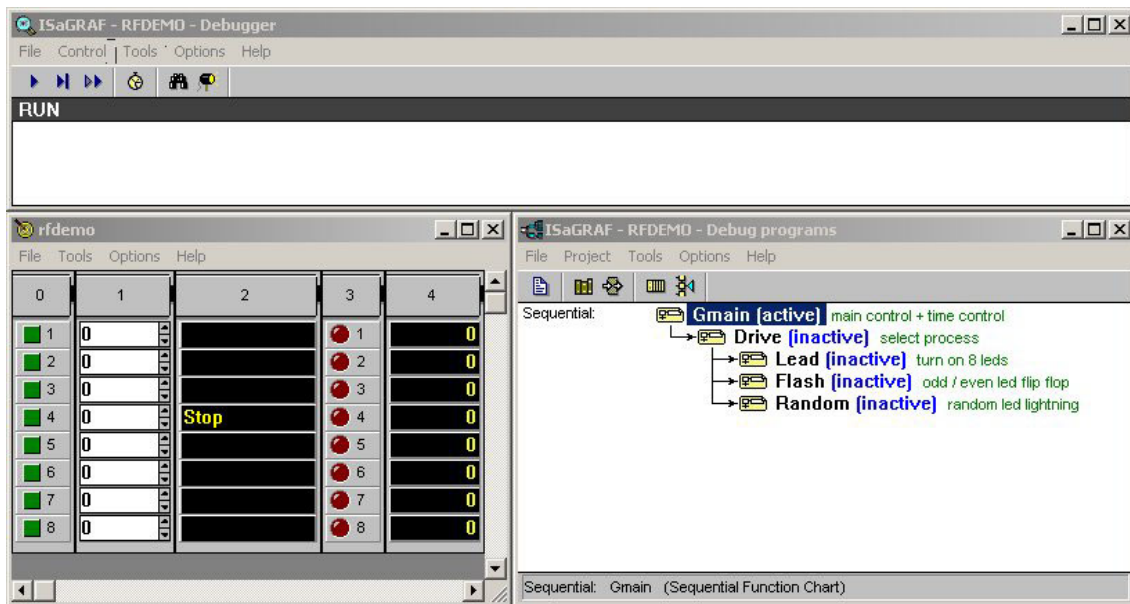 ISaGRAF - RFDEMO - Debugger
File Control Tools Options Help
RUN
rfdemo
File Tools Options Help
0 1 2 3 4
1 0 1 0
2 0 2 0
3 0 3 0
4 0 Stop 4 0
5 0 5 0
6 0 6 0
7 0 7 0
8 0 8 0
ISaGRAF - RFDEMO - Debug programs
File Project Tools Options Help
Sequential: Gmain (active) main control + time control
Drive (inactive) select process
Lead (inactive) turn on 8 leds
Flash (inactive) odd / even led flip flop
Random (inactive) random led lightning
Sequential: Gmain (Sequential Function Chart)